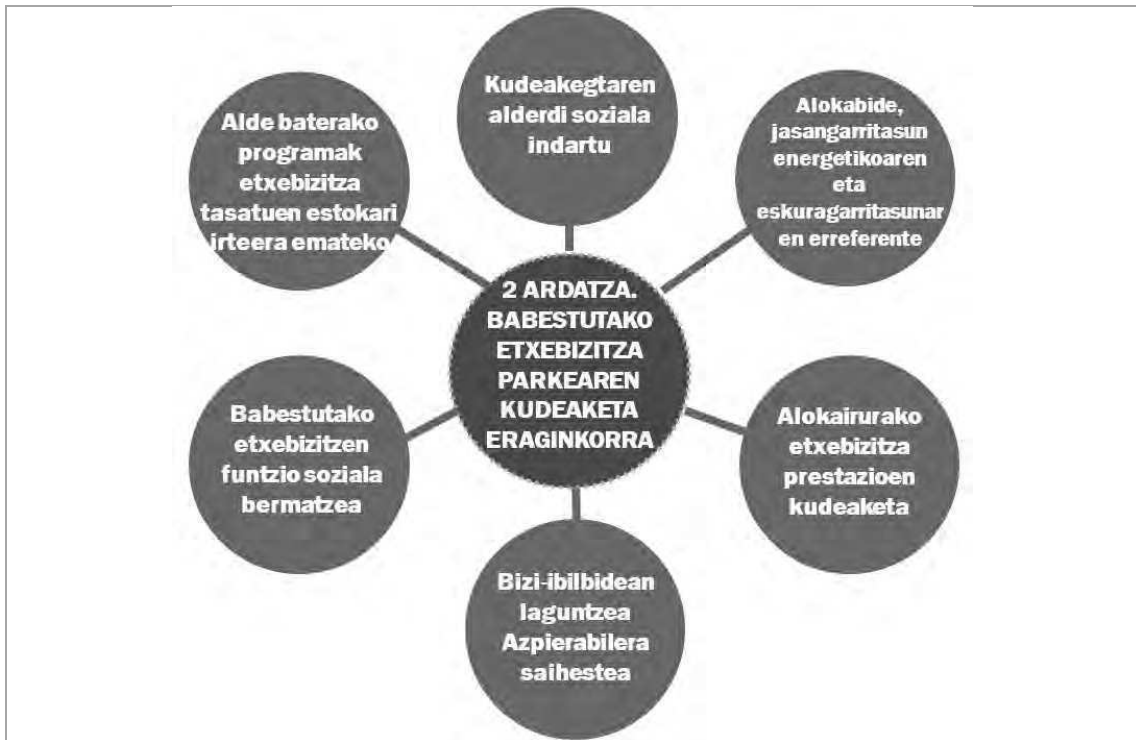 Kudeakegtaren
alderdi soziala
indartu
Alokabide,
jasangarritasun
energetikoaren
eta
eskuragarritasunar
en erreferente
Alokairurako
etxebizitza
prestazioen
kudeaketa
Bizi-ibilbidean
laguntzea
Azpierabilera
saihestea
Babestutako
etxebizitzen
funtzio soziala
bermatzea
Alde baterako
programak
etxebizitza
tasatuen estokari
irteera emateko
2 ARDATZA.
BABESTUTAKO
ETXEBIZITZA
PARKEAREN
KUDEAKETA
ERAGINKORRA